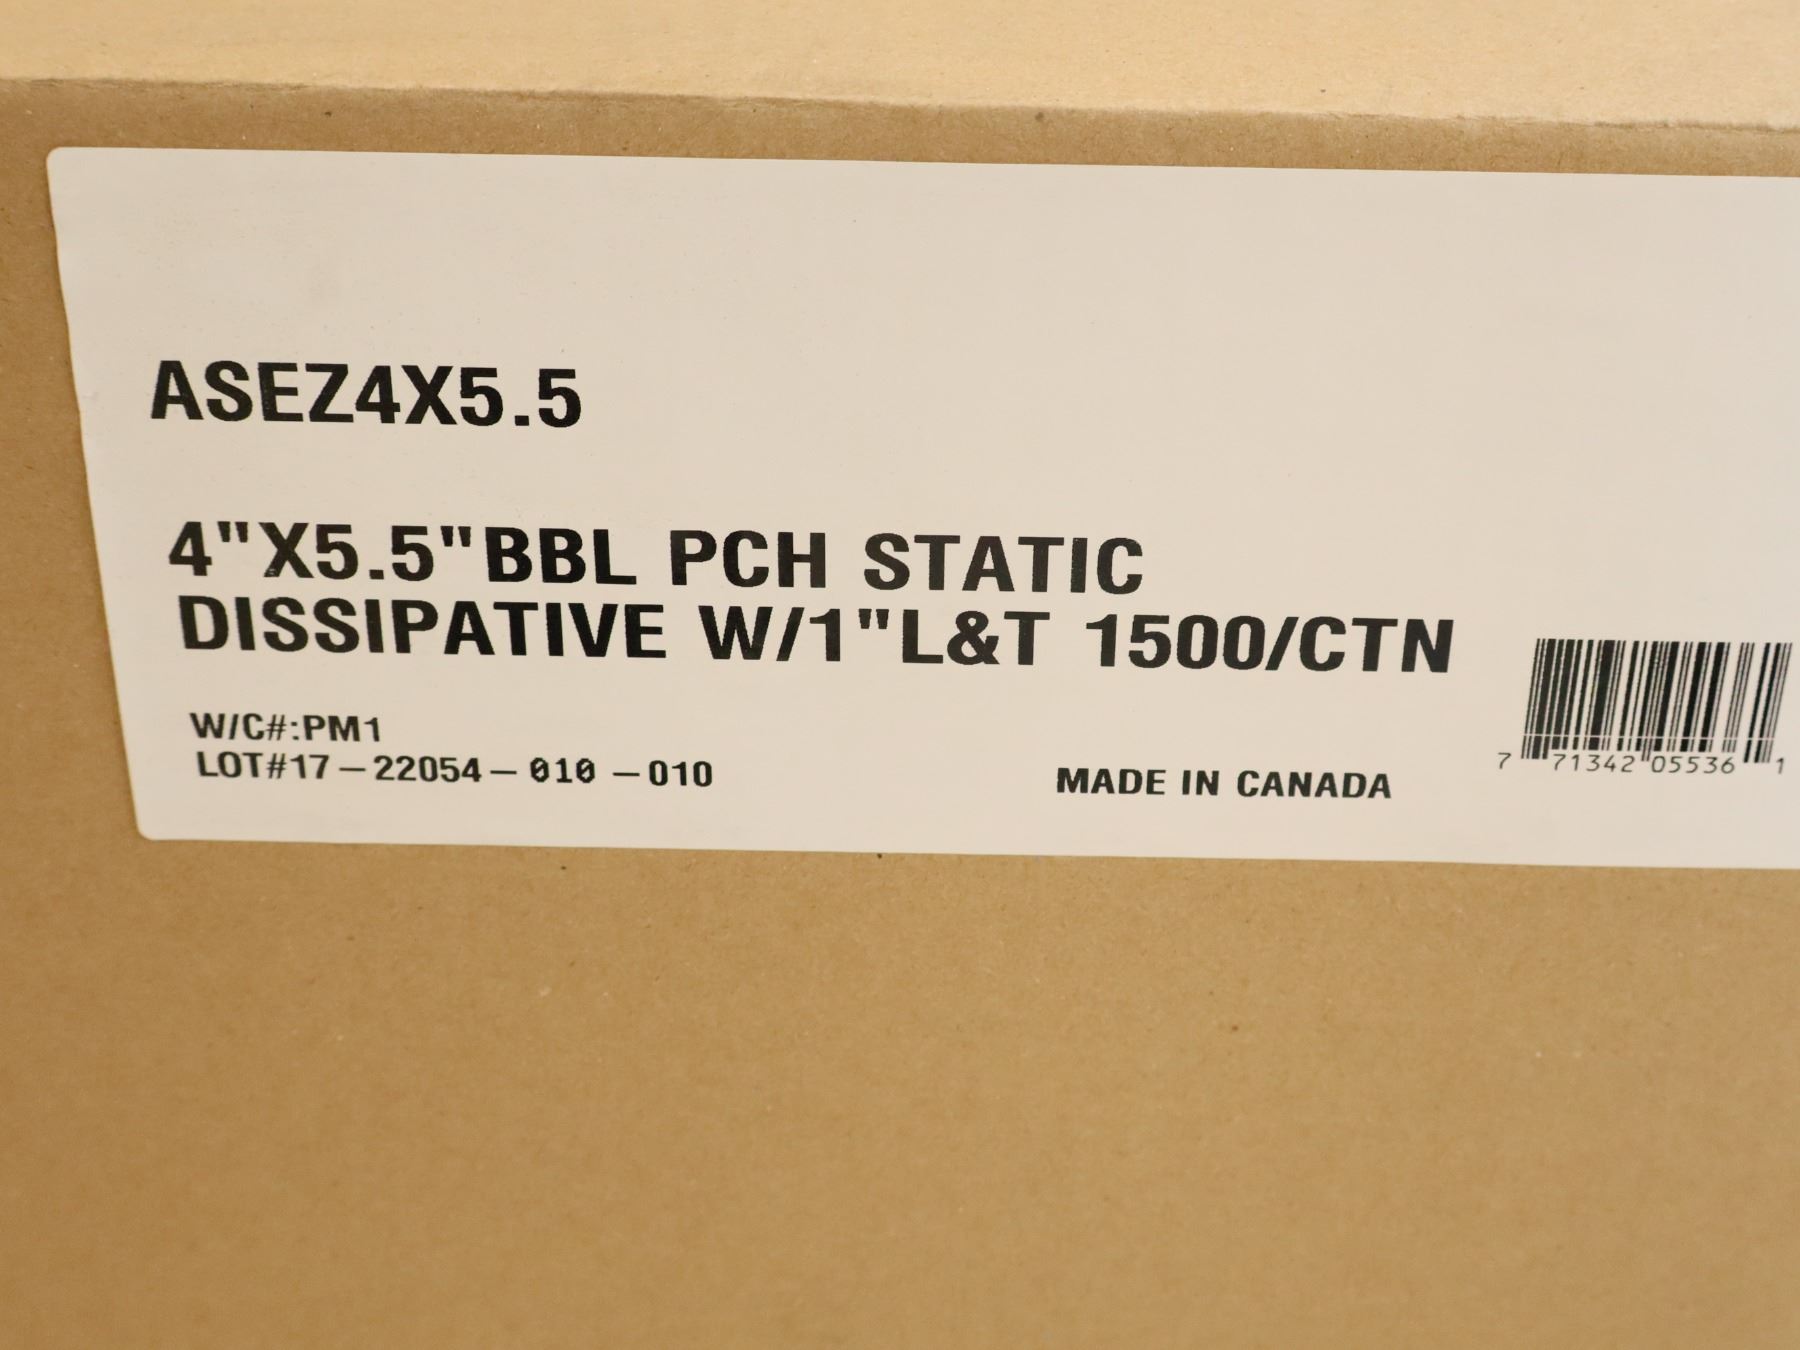 ASEZ4X5.5
4"X5.5"BBL PCH STATIC
DISSIPATIVE W/1"L&T 1500/CTN
W/C#:PM1
LOT#17-22054-010-010
MADE IN CANADA
7 71342 05536 1